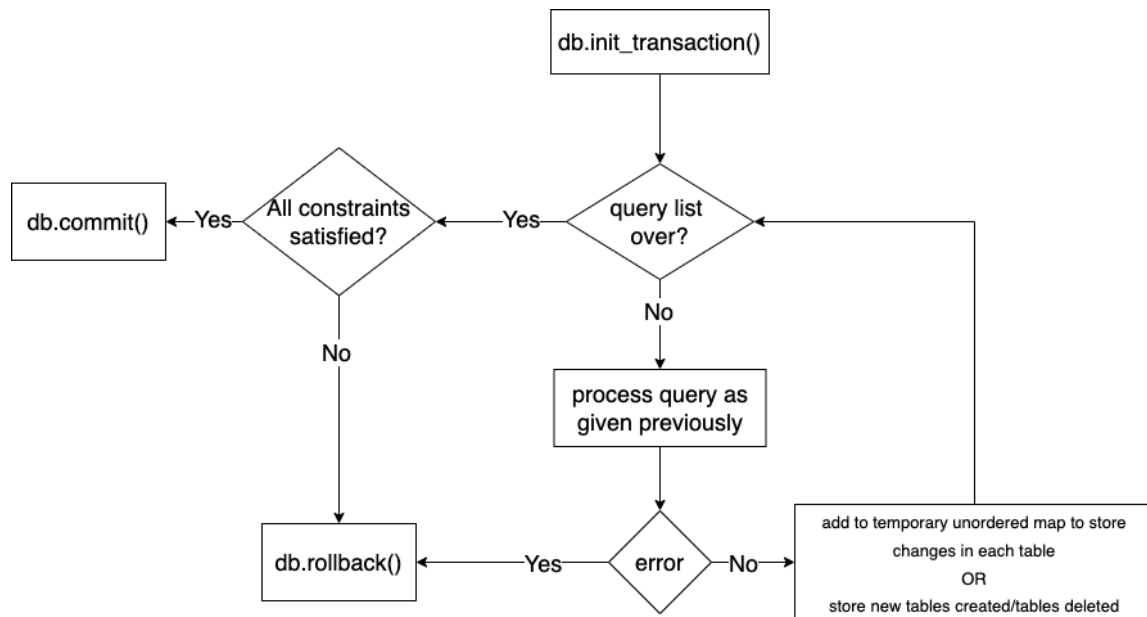 db.init_transaction()
query list
over?
Yes
All constraints
satisfied?
Yes
db.commit()
No
No
process query as
given previously
error
Yes
db.rollback()
No
add to temporary unordered map to store
changes in each table
OR
store new tables created/tables deleted